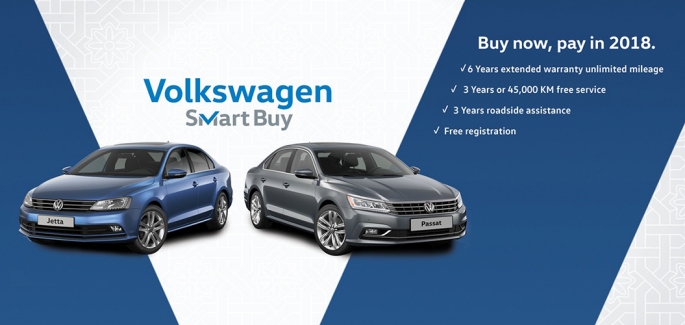 Buy now, pay in 2018.
✓ 6 Years extended warranty unlimited mileage
✓ 3 Years or 45,000 KM free service
✓ 3 Years roadside assistance
✓ Free registration
Volkswagen
SmartBuy
Jetta
Passat